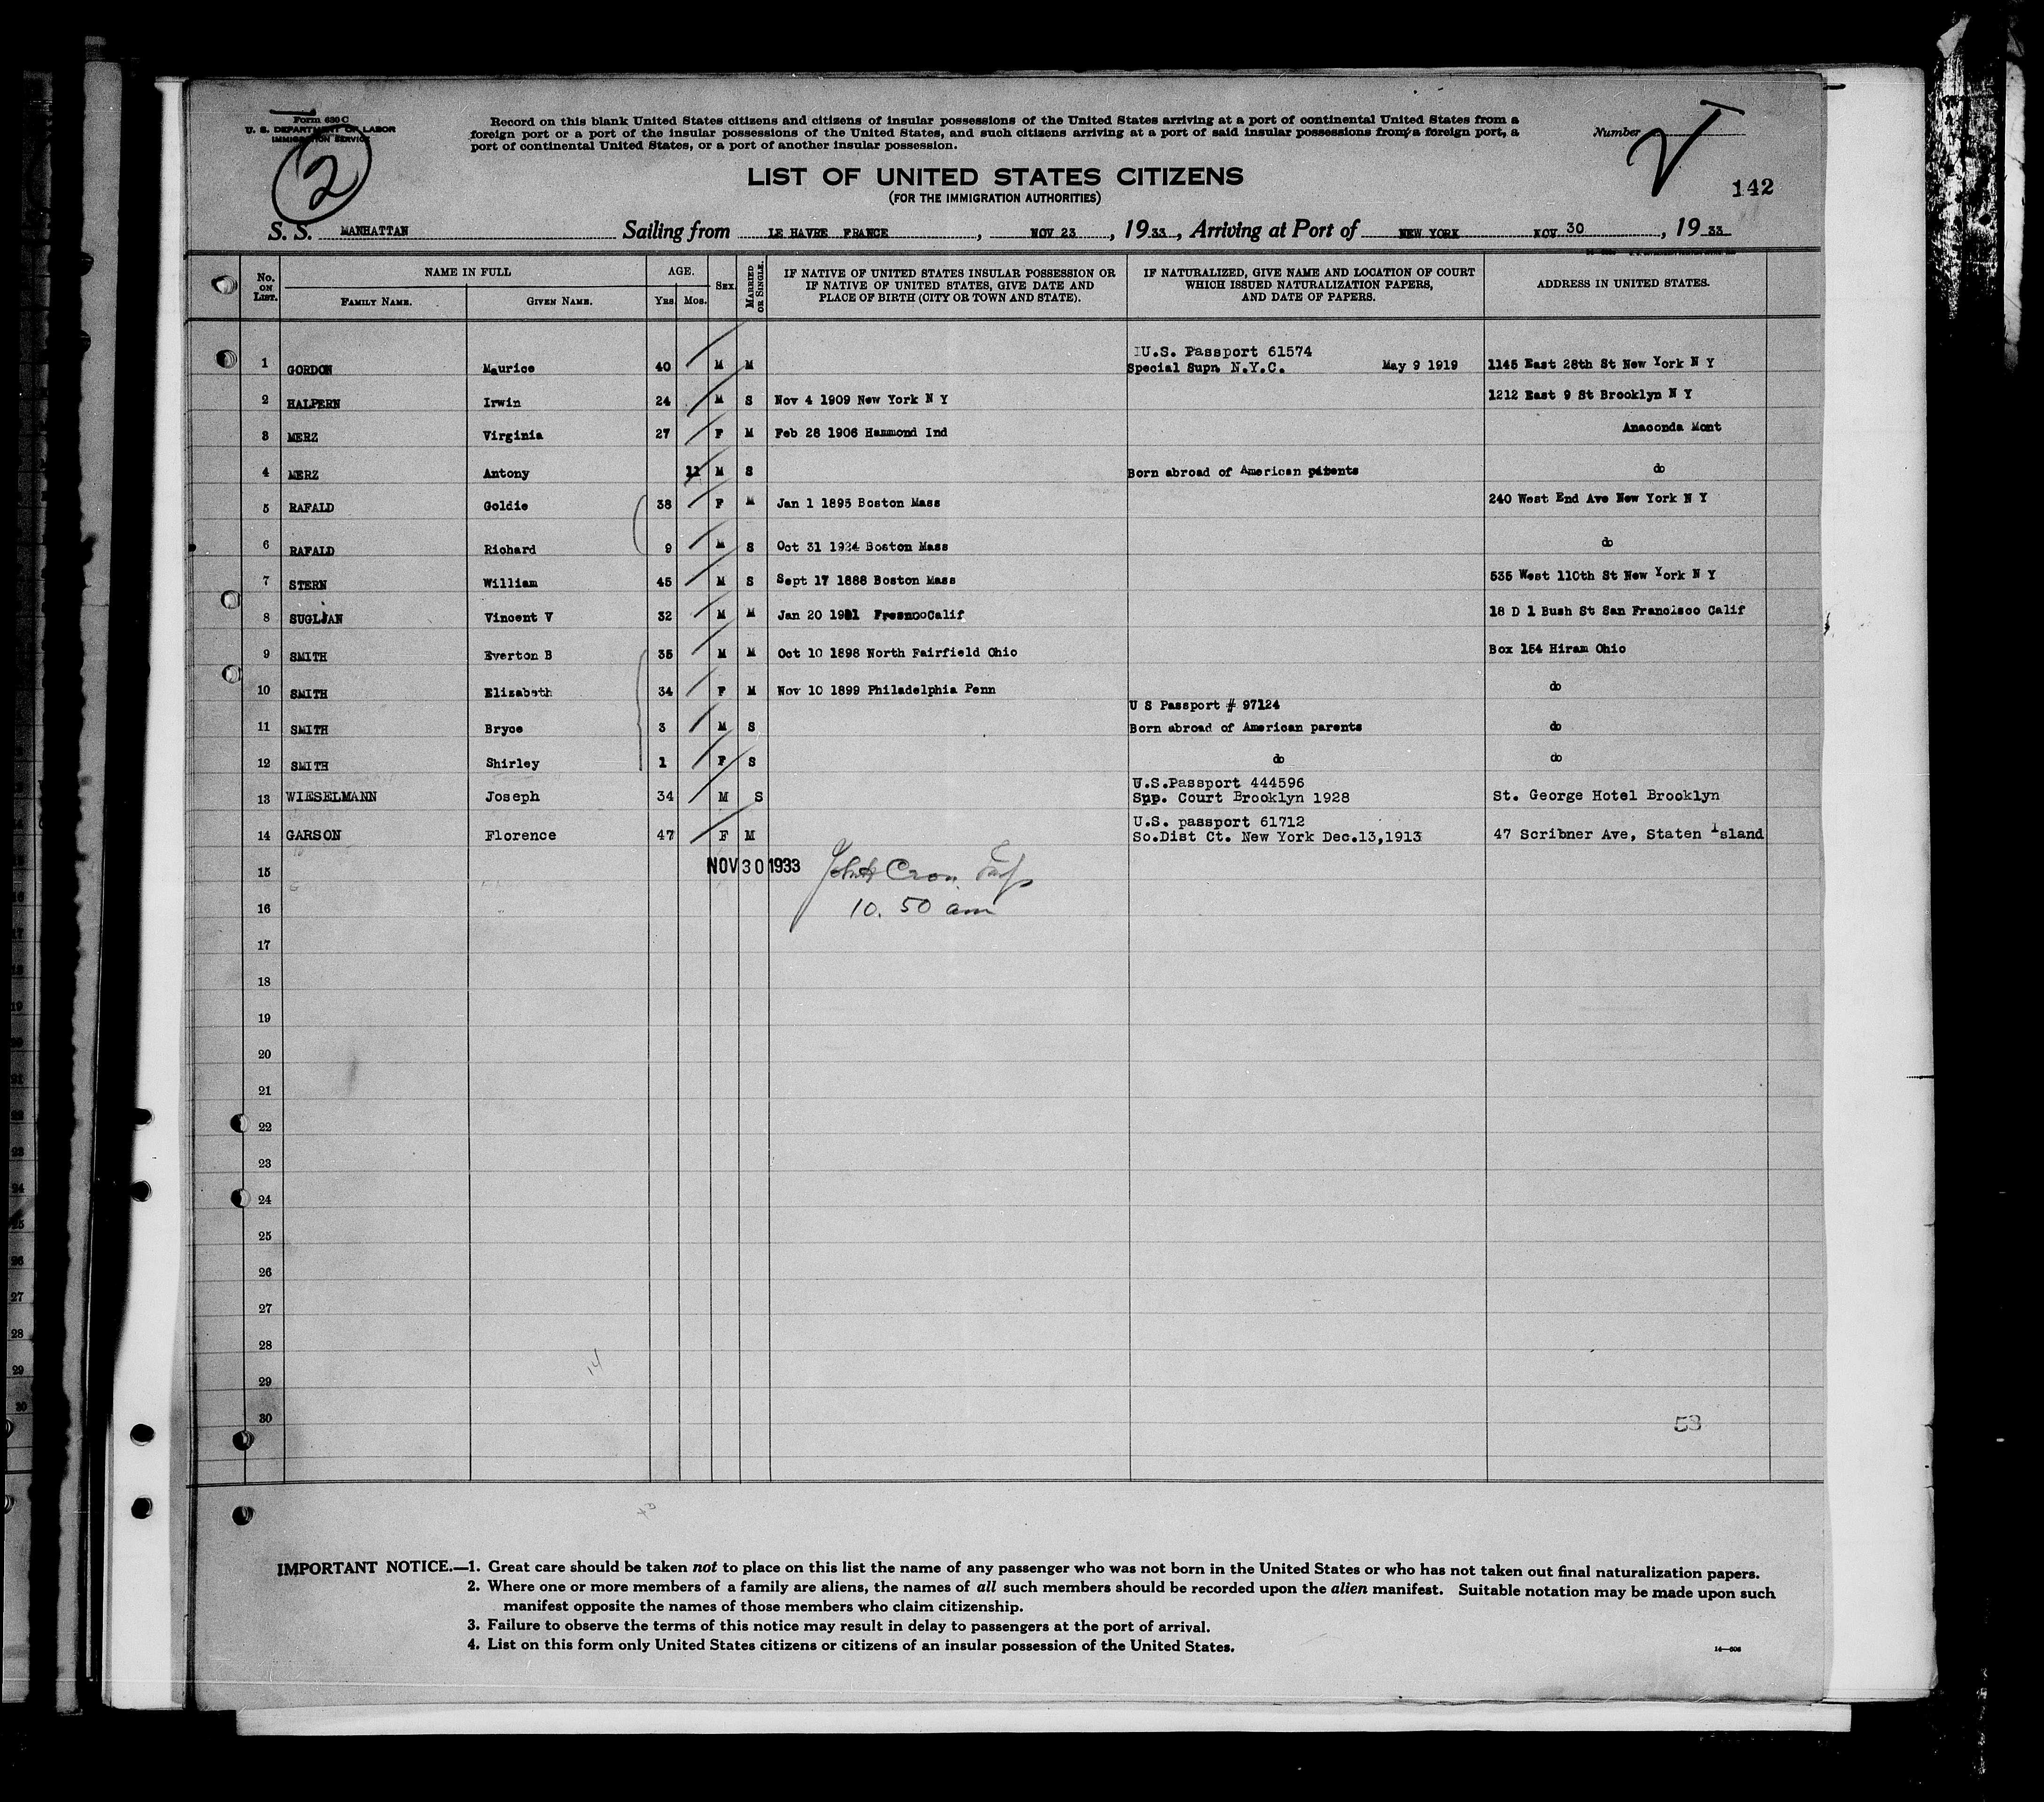 Form 630 C
U. S. DEPARTMENT OF LABOR
IMMIGRATION SERVICE
2
Record on this blank United States citizens and citizens of insular possessions of the United States arriving at a port of continental United States from a
foreign port or a port of the insular possessions of the United States, and such citizens arriving at a port of said insular possessions from a foreign port, a
port of continental United States, or a port of another insular possession.
Number
142
LIST OF UNITED STATES CITIZENS
(FOR THE IMMIGRATION AUTHORITIES)
S. S. MANHATTAN Sailing from LE HAVRE FRANCE, NOV 23, 1933, Arriving at Port of NEW YORK NOV 30, 1933
No. ON LIST. NAME IN FULL AGE. SEX. MARRIED OR SINGLE. IF NATIVE OF UNITED STATES INSULAR POSSESSION OR IF NATIVE OF UNITED STATES, GIVE DATE AND PLACE OF BIRTH (CITY OR TOWN AND STATE). IF NATURALIZED, GIVE NAME AND LOCATION OF COURT WHICH ISSUED NATURALIZATION PAPERS, AND DATE OF PAPERS. ADDRESS IN UNITED STATES.
FAMILY NAME. GIVEN NAME. YRS. MOS.
IU.S. Passport 61574
1 GORDON Maurice 40 M M Special Supn N.Y.C. May 9 1919 1145 East 28th St New York N Y
2 HALPERN Irwin 24 M S Nov 4 1909 New York N Y 1212 East 9 St Brooklyn N Y
3 MERZ Virginia 27 F M Feb 28 1906 Hammond Ind Anaconda Mont
4 MERZ Antony 11 M S Born abroad of American parents do
5 RAFALD Goldie 38 F M Jan 1 1895 Boston Mass 240 West End Ave New York N Y
6 RAFALD Richard 9 M S Oct 31 1924 Boston Mass do
7 STERN William 45 M S Sept 17 1888 Boston Mass 535 West 110th St New York N Y
8 SUGLIAN Vincent V 32 M M Jan 20 1901 Fresno Calif 18 D 1 Bush St San Francisco Calif
9 SMITH Everton B 35 M M Oct 10 1898 North Fairfield Ohio Box 154 Hiram Ohio
10 SMITH Elizabeth 34 F M Nov 10 1899 Philadelphia Penn do
U S Passport # 97124
11 SMITH Bryce 3 M S Born abroad of American parents do
12 SMITH Shirley 1 F S do do
U.S.Passport 444596
13 WIESELMANN Joseph 34 M S Spp. Court Brooklyn 1928 St. George Hotel Brooklyn
U.S. passport 61712
14 GARSON Florence 47 F M So.Dist Ct. New York Dec.13,1913 47 Scribner Ave, Staten Island
15 NOV 30 1933
16 10. 50 am
17
18
19
20
21
22
23
24
25
26
27
28
14
29
30
53
IMPORTANT NOTICE.—1. Great care should be taken not to place on this list the name of any passenger who was not born in the United States or who has not taken out final naturalization papers.
2. Where one or more members of a family are aliens, the names of all such members should be recorded upon the alien manifest. Suitable notation may be made upon such
manifest opposite the names of those members who claim citizenship.
3. Failure to observe the terms of this notice may result in delay to passengers at the port of arrival.
4. List on this form only United States citizens or citizens of an insular possession of the United States.
14—606